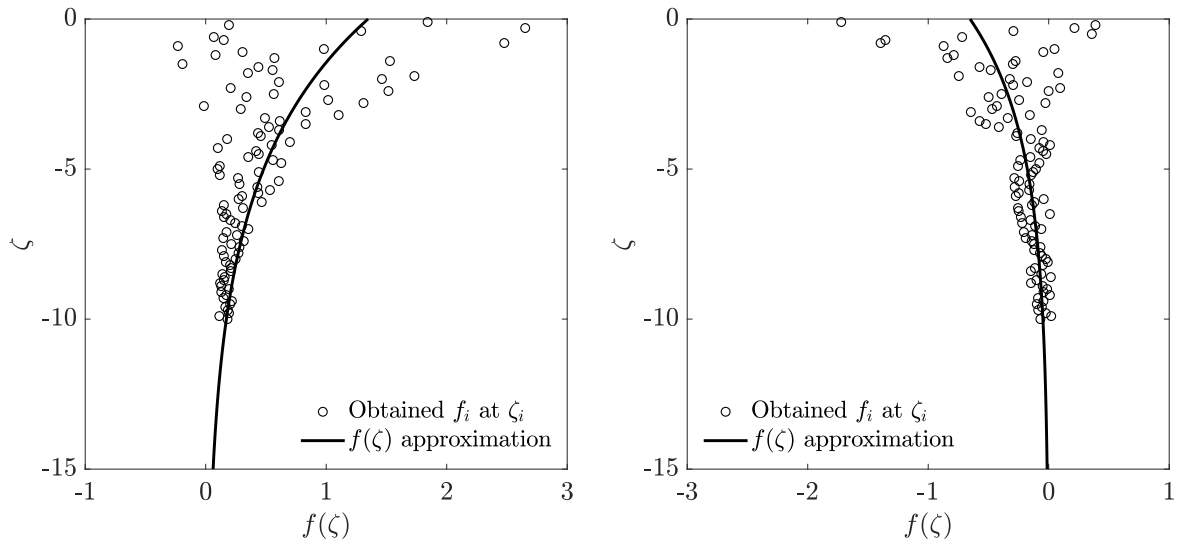 0
-5
-10
-15
ζ
-1 0 1 2 3
f(ζ)
Obtained f_i at ζ_i
f(ζ) approximation
0
-5
-10
-15
ζ
-3 -2 -1 0 1
f(ζ)
Obtained f_i at ζ_i
f(ζ) approximation